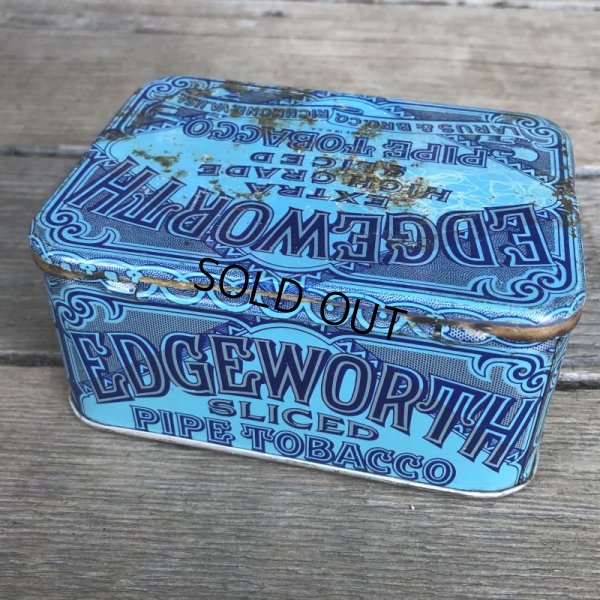 LARUS & BRO. CO. RICHMOND, VA. U.S.A.
PIPE TOBACCO
SLICED
HIGH GRADE
EXTRA
EDGEWORTH
SOLD OUT
EDGEWORTH
SLICED
PIPE TOBACCO